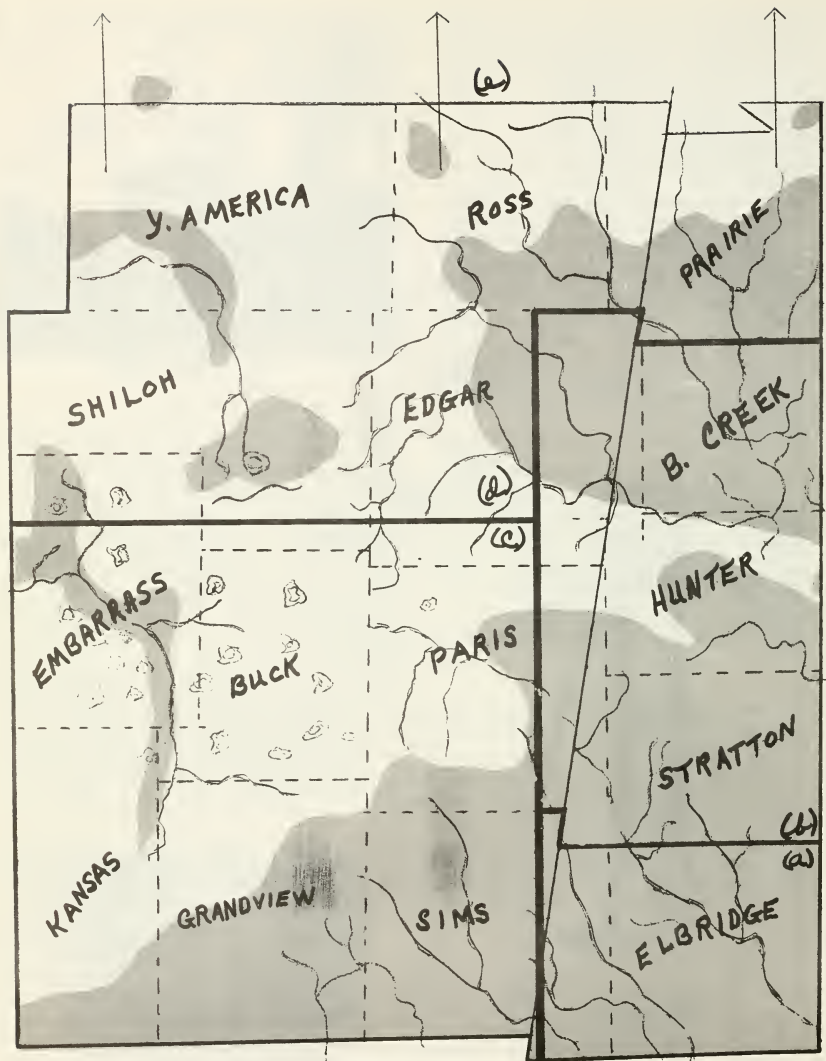 (e)
Y. AMERICA
ROSS
PRAIRIE
SHILOH
EDGAR
B. CREEK
(d)
(c)
EMBARRASS
BUCK
PARIS
HUNTER
STRATTON
(b)
(a)
KANSAS
GRANDVIEW
SIMS
ELBRIDGE